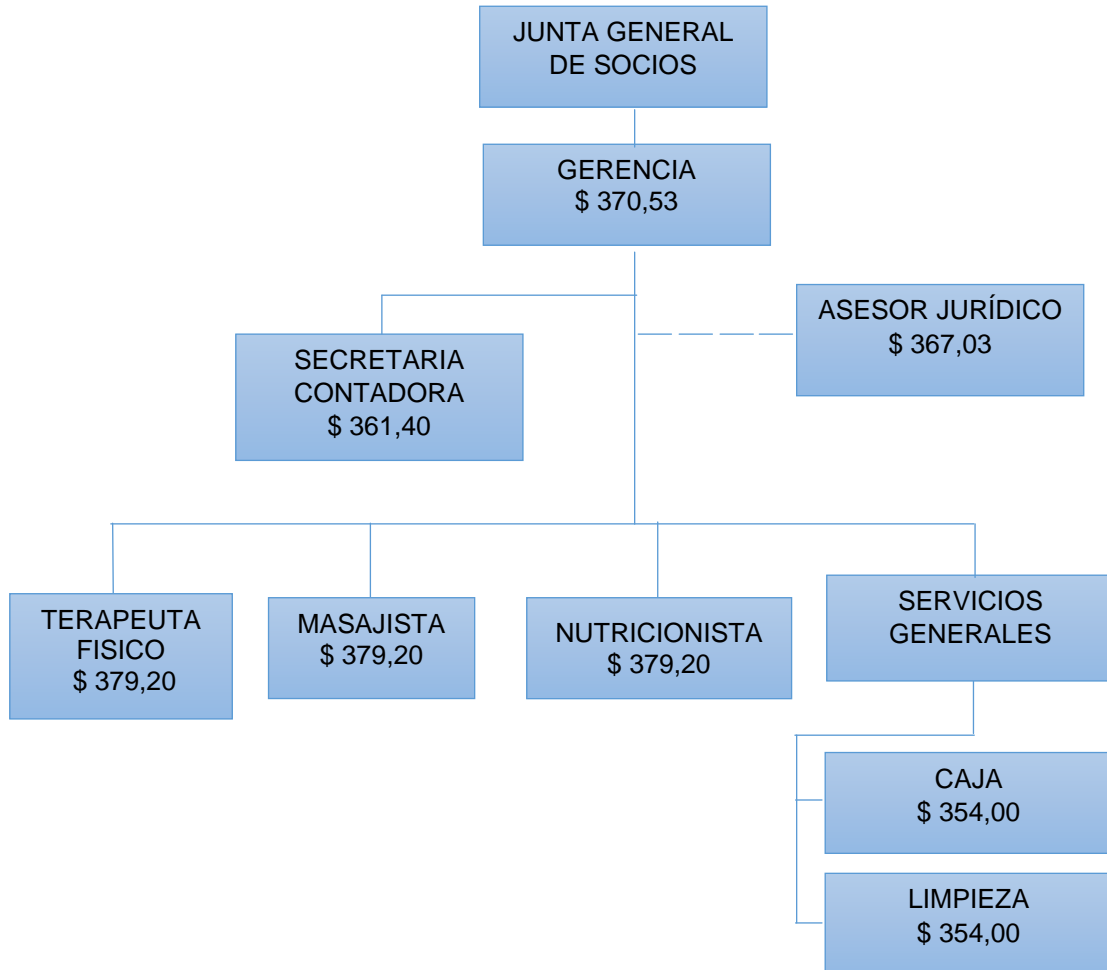 JUNTA GENERAL
DE SOCIOS
GERENCIA
$ 370,53
ASESOR JURÍDICO
$ 367,03
SECRETARIA
CONTADORA
$ 361,40
TERAPEUTA
FISICO
$ 379,20
MASAJISTA
$ 379,20
NUTRICIONISTA
$ 379,20
SERVICIOS
GENERALES
CAJA
$ 354,00
LIMPIEZA
$ 354,00